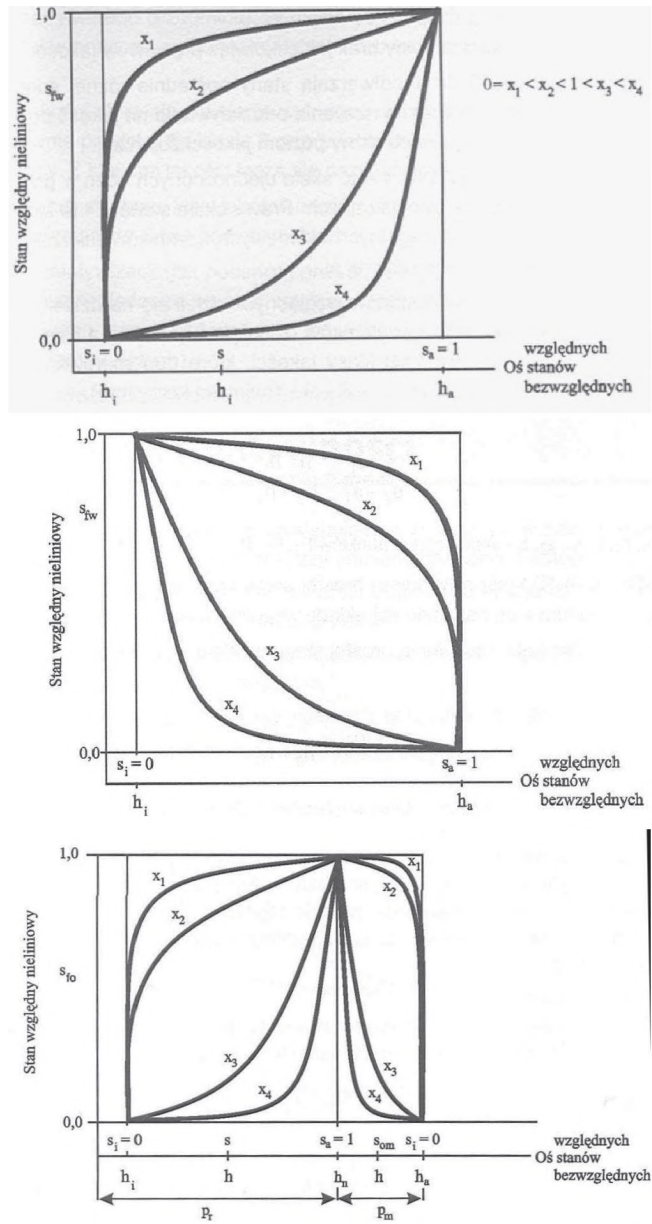 1,0
x₁
x₂
0= x₁ < x₂ < 1 < x₃ < x₄
Stan względny nieliniowy
s_fw
x₃
x₄
0,0
sᵢ = 0 s sₐ = 1 względnych
Oś stanów
hᵢ hᵢ hₐ bezwzględnych
1,0
x₁
x₂
Stan względny nieliniowy
s_fw
x₃
x₄
0,0
sᵢ = 0 sₐ = 1 względnych
Oś stanów
hᵢ hₐ bezwzględnych
1,0
x₁ x₁
x₂ x₂
Stan względny nieliniowy
s_fo
x₃ x₃
x₄ x₄
0,0
sᵢ = 0 s sₐ = 1 s_om sᵢ = 0 względnych
Oś stanów
hᵢ h hₙ h hₐ bezwzględnych
pᵣ pₘ